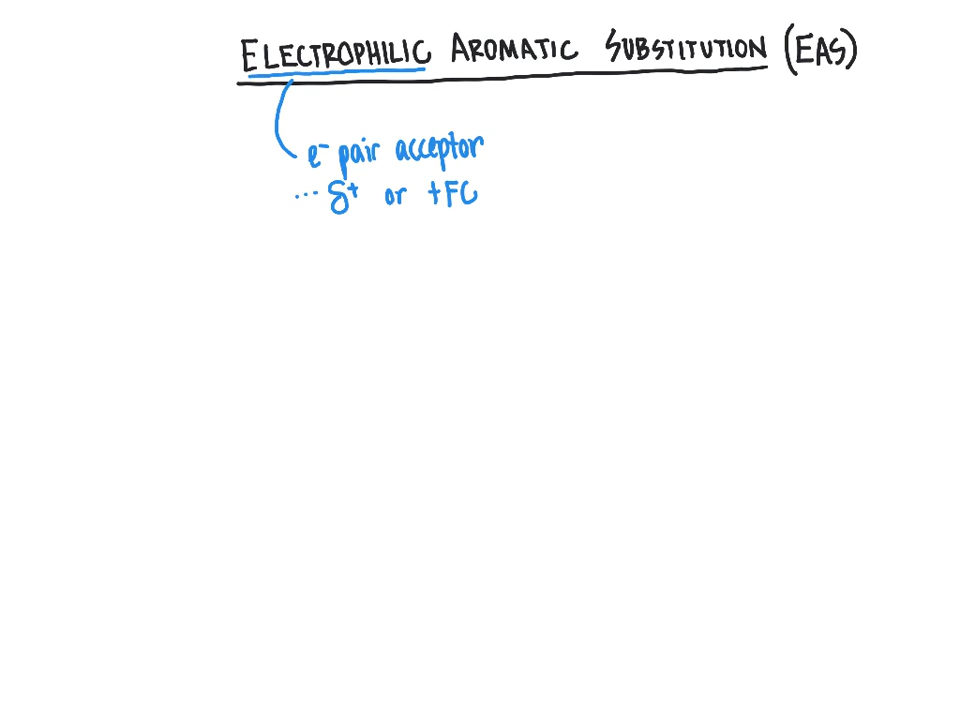 ELECTROPHILIC AROMATIC SUBSTITUTION (EAS)
e⁻ pair acceptor
... δ⁺ or +FC